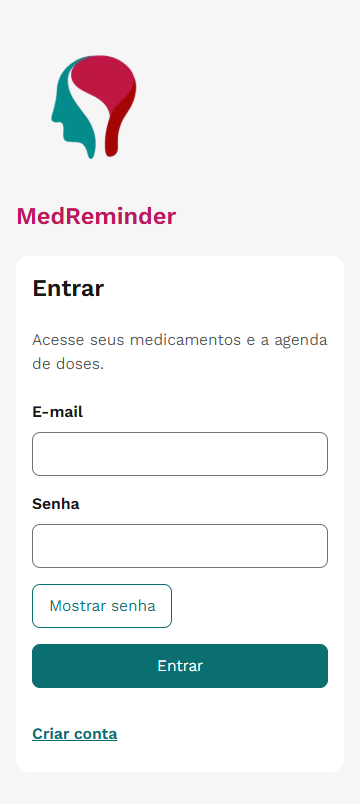 MedReminder
Entrar
Acesse seus medicamentos e a agenda
de doses.
E-mail
Senha
Mostrar senha
Entrar
Criar conta